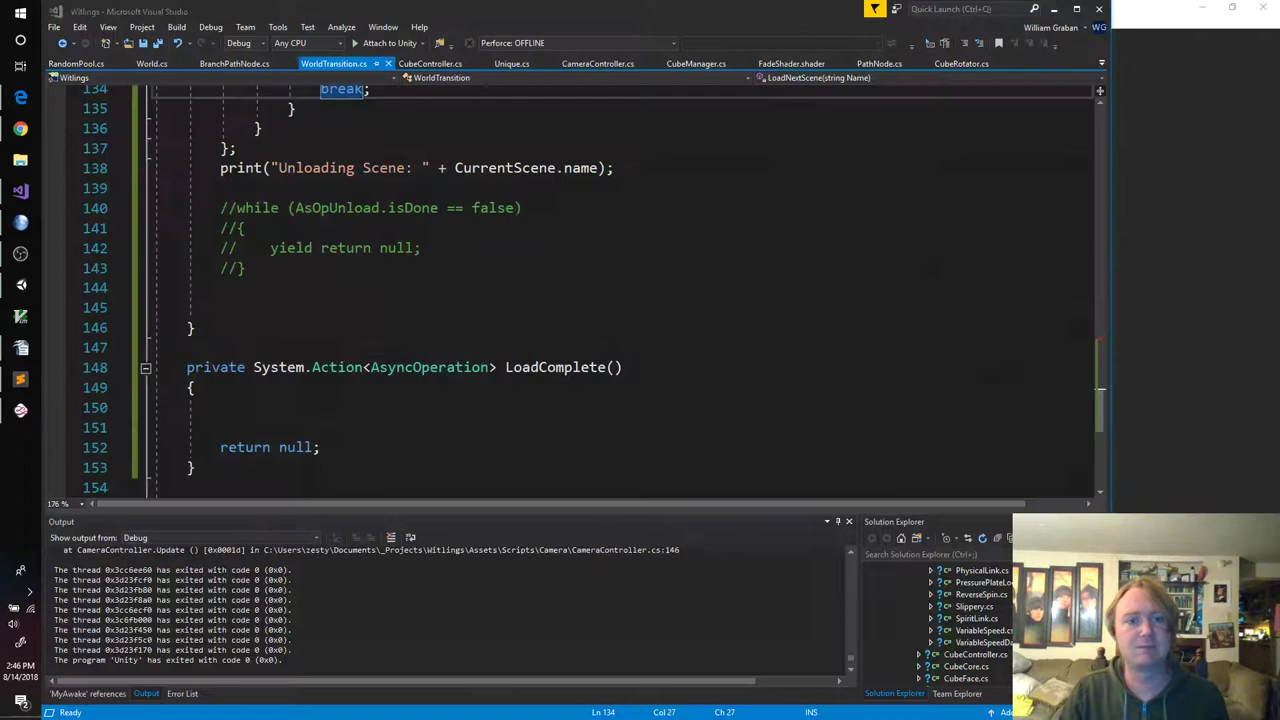 Witlings - Microsoft Visual Studio
Quick Launch (Ctrl+Q)
File Edit View Project Build Debug Team Tools Test Analyze Window Help
William Graban WG
Debug Any CPU Attach to Unity Perforce: OFFLINE
RandomPool.cs World.cs BranchPathNode.cs WorldTransition.cs CubeController.cs Unique.cs CameraController.cs CubeManager.cs FadeShader.shader PathNode.cs CubeRotator.cs
Witlings WorldTransition LoadNextScene(string Name)
134 break;
135 }
136 }
137 };
138 print("Unloading Scene: " + CurrentScene.name);
139
140 //while (AsOpUnload.isDone == false)
141 //{
142 // yield return null;
143 //}
144
145
146 }
147
148 private System.Action<AsyncOperation> LoadComplete()
149 {
150
151
152 return null;
153 }
154
176 %
Output
Show output from: Debug
at CameraController.Update () [0x0001d] in C:\Users\zesty\Documents\_Projects\Witlings\Assets\Scripts\Camera\CameraController.cs:146
The thread 0x3cc6ee60 has exited with code 0 (0x0).
The thread 0x3d23fcf0 has exited with code 0 (0x0).
The thread 0x3d23fb80 has exited with code 0 (0x0).
The thread 0x3d23f8a0 has exited with code 0 (0x0).
The thread 0x3cc6ecf0 has exited with code 0 (0x0).
The thread 0x3c6fb000 has exited with code 0 (0x0).
The thread 0x3d23f450 has exited with code 0 (0x0).
The thread 0x3d23f5c0 has exited with code 0 (0x0).
The thread 0x3d23f170 has exited with code 0 (0x0).
The program 'Unity' has exited with code 0 (0x0).
'MyAwake' references Output Error List
Solution Explorer
Search Solution Explorer (Ctrl+;)
PhysicalLink.cs
PressurePlateLo
ReverseSpin.cs
Slippery.cs
SpiritLink.cs
VariableSpeed.cs
VariableSpeedDa
CubeController.cs
CubeCore.cs
CubeFace.cs
Solution Explorer Team Explorer
Ready Ln 134 Col 27 Ch 27 INS
2:46 PM
8/14/2018
2